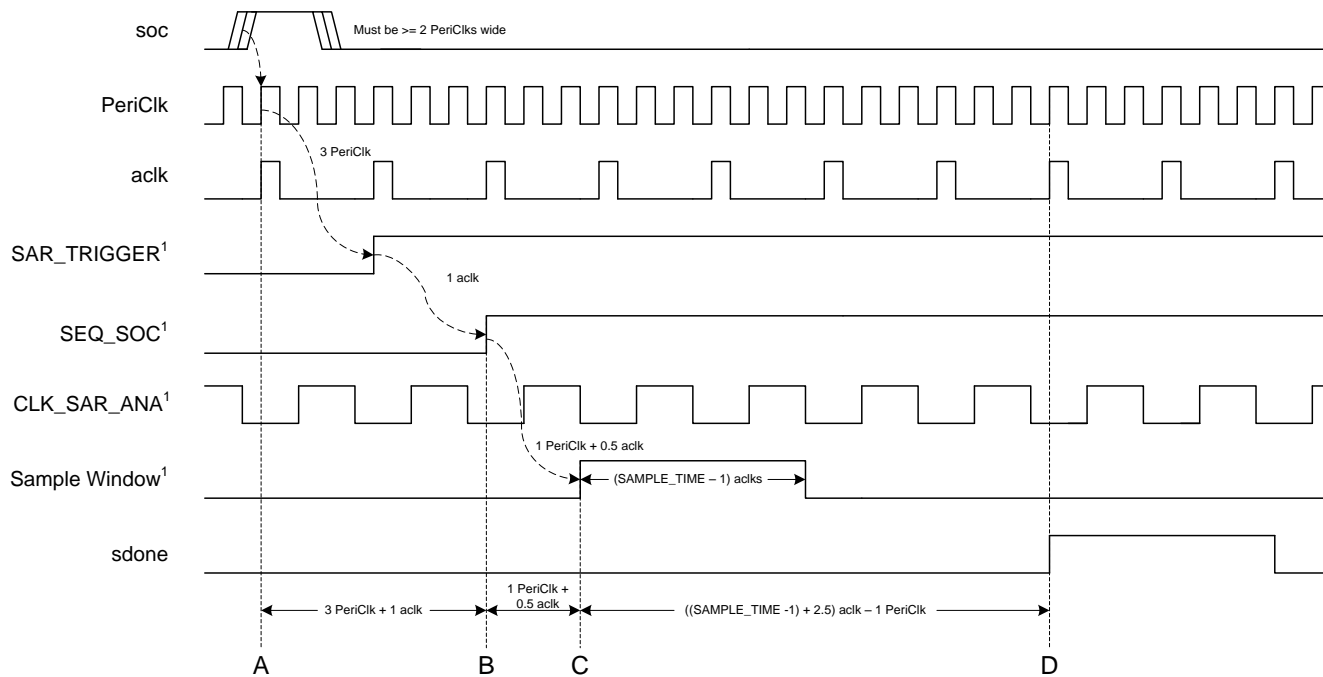 soc
Must be >= 2 PeriClks wide
PeriClk
3 PeriClk
aclk
SAR_TRIGGER¹
1 aclk
SEQ_SOC¹
CLK_SAR_ANA¹
1 PeriClk + 0.5 aclk
Sample Window¹
(SAMPLE_TIME – 1) aclks
sdone
3 PeriClk + 1 aclk
1 PeriClk +
0.5 aclk
((SAMPLE_TIME -1) + 2.5) aclk – 1 PeriClk
A B C D